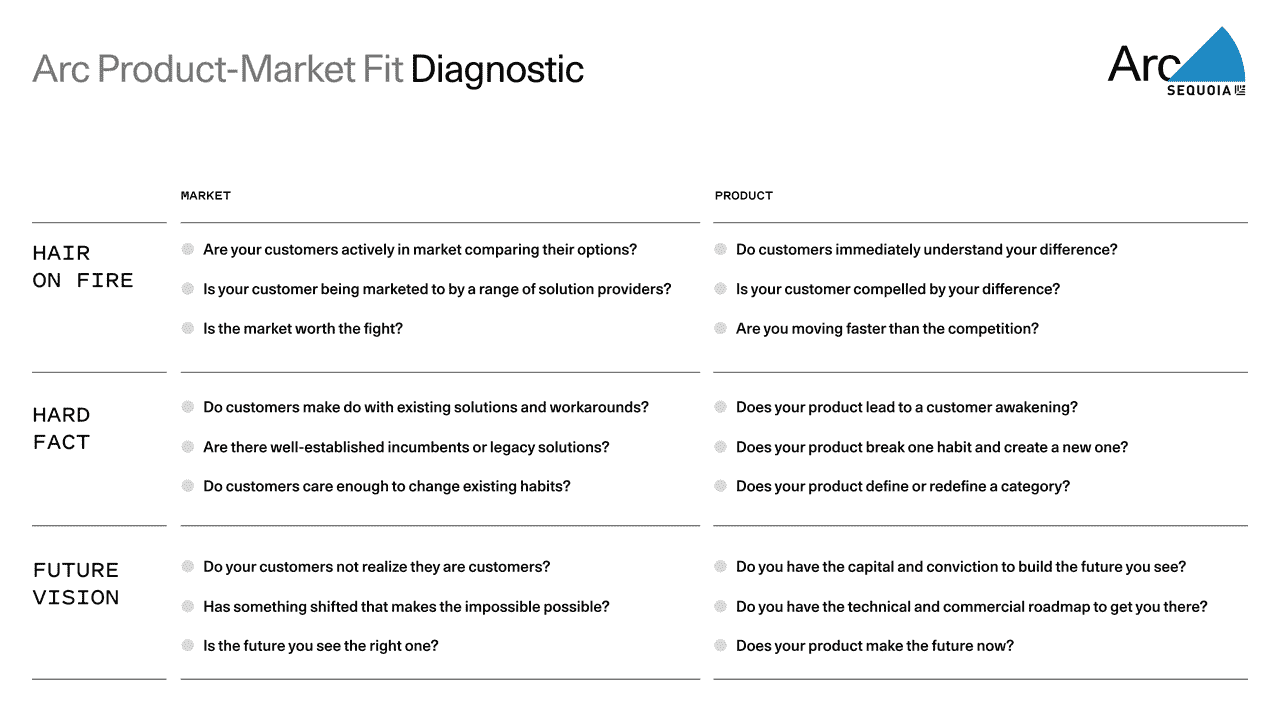 Arc Product-Market Fit Diagnostic
Arc
SEQUOIA
MARKET
PRODUCT
HAIR
ON FIRE
Are your customers actively in market comparing their options?
Is your customer being marketed to by a range of solution providers?
Is the market worth the fight?
Do customers immediately understand your difference?
Is your customer compelled by your difference?
Are you moving faster than the competition?
HARD
FACT
Do customers make do with existing solutions and workarounds?
Are there well-established incumbents or legacy solutions?
Do customers care enough to change existing habits?
Does your product lead to a customer awakening?
Does your product break one habit and create a new one?
Does your product define or redefine a category?
FUTURE
VISION
Do your customers not realize they are customers?
Has something shifted that makes the impossible possible?
Is the future you see the right one?
Do you have the capital and conviction to build the future you see?
Do you have the technical and commercial roadmap to get you there?
Does your product make the future now?